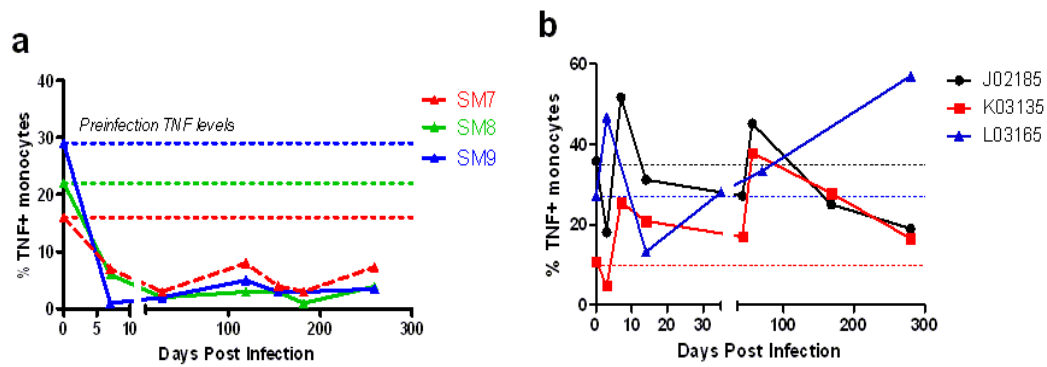 a
40
30
20
10
0
% TNF+ monocytes
Preinfection TNF levels
0 5 10 100 200 300
Days Post Infection
SM7
SM8
SM9
b
60
40
20
0
% TNF+ monocytes
0 10 20 30 100 200 300
Days Post Infection
J02185
K03135
L03165